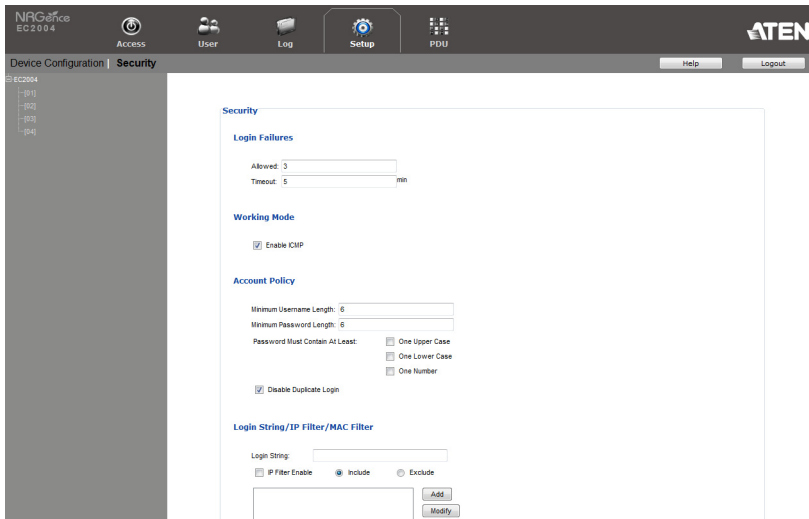 NRGence
EC2004
Access
User
Log
Setup
PDU
ATEN
Device Configuration | Security
Help
Logout
EC2004
[01]
[02]
[03]
[04]
Security
Login Failures
Allowed: 3
Timeout: 5 min
Working Mode
Enable ICMP
Account Policy
Minimum Username Length: 6
Minimum Password Length: 6
Password Must Contain At Least: One Upper Case
One Lower Case
One Number
Disable Duplicate Login
Login String/IP Filter/MAC Filter
Login String:
IP Filter Enable Include Exclude
Add
Modify